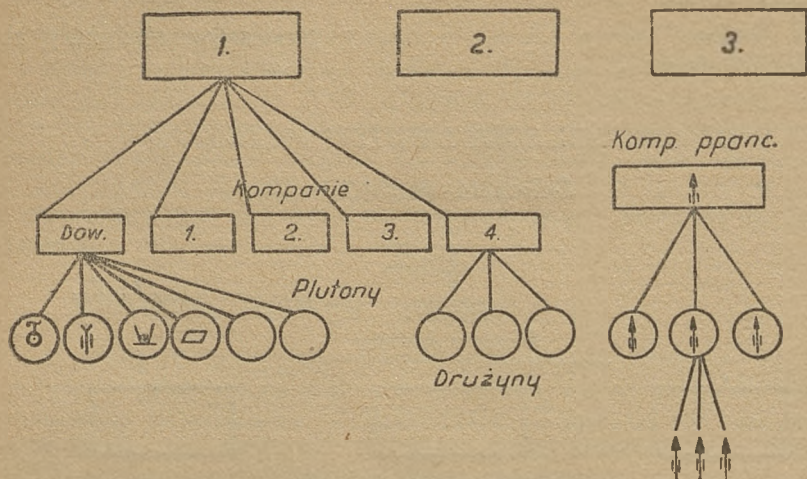 1.
2.
3.
Komp ppanc.
Kompanie
Dow.
1.
2.
3.
4.
Plutony
Drużyny